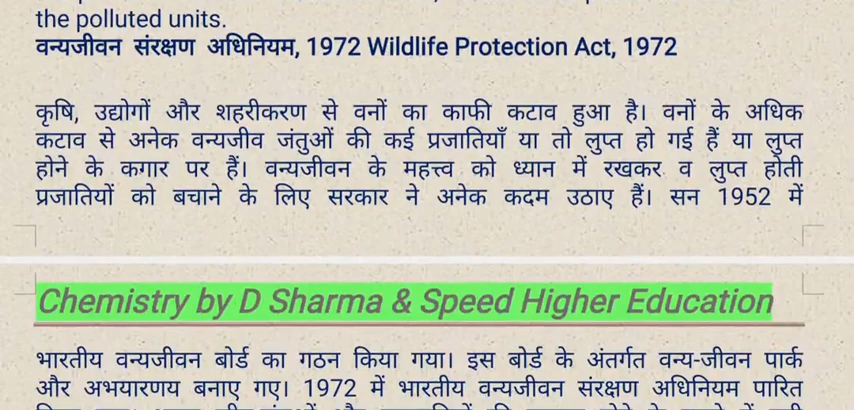 the polluted units.
वन्यजीवन संरक्षण अधिनियम, 1972 Wildlife Protection Act, 1972
कृषि, उद्योगों और शहरीकरण से वनों का काफी कटाव हुआ है। वनों के अधिक
कटाव से अनेक वन्यजीव जंतुओं की कई प्रजातियाँ या तो लुप्त हो गई हैं या लुप्त
होने के कगार पर हैं। वन्यजीवन के महत्त्व को ध्यान में रखकर व लुप्त होती
प्रजातियों को बचाने के लिए सरकार ने अनेक कदम उठाए हैं। सन 1952 में
Chemistry by D Sharma & Speed Higher Education
भारतीय वन्यजीवन बोर्ड का गठन किया गया। इस बोर्ड के अंतर्गत वन्य-जीवन पार्क
और अभयारणय बनाए गए। 1972 में भारतीय वन्यजीवन संरक्षण अधिनियम पारित